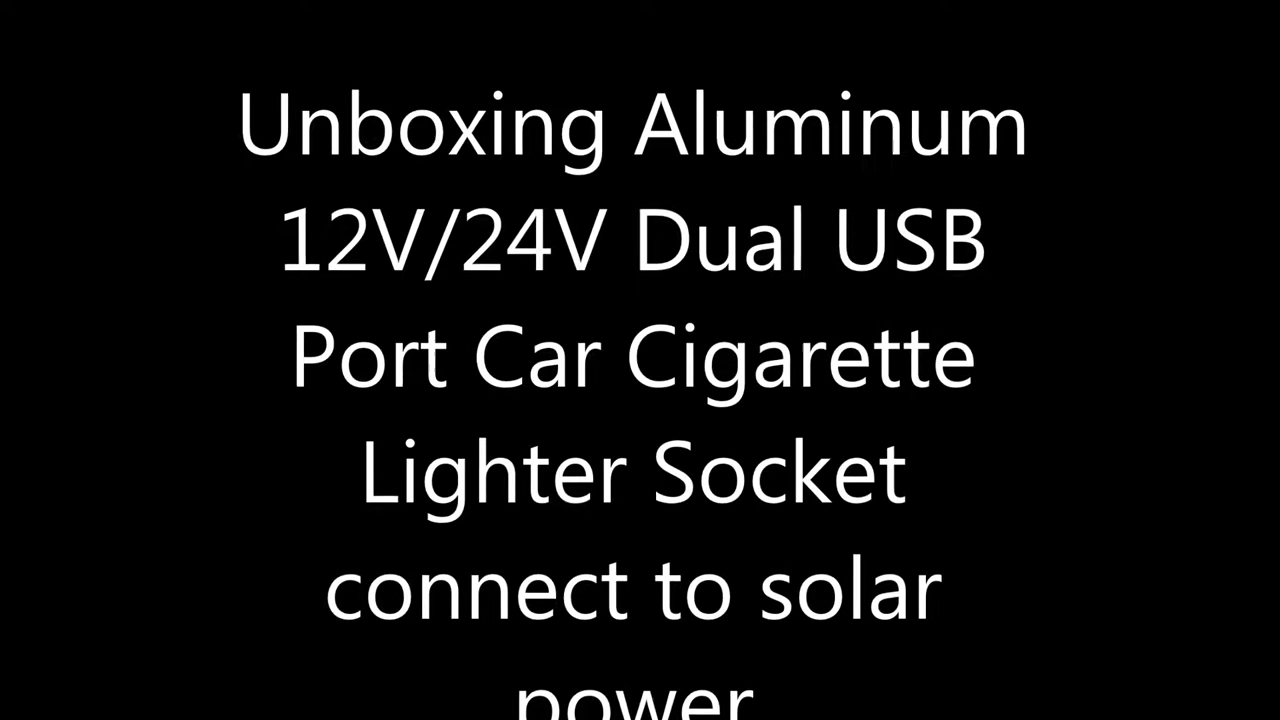 Unboxing Aluminum
12V/24V Dual USB
Port Car Cigarette
Lighter Socket
connect to solar
power